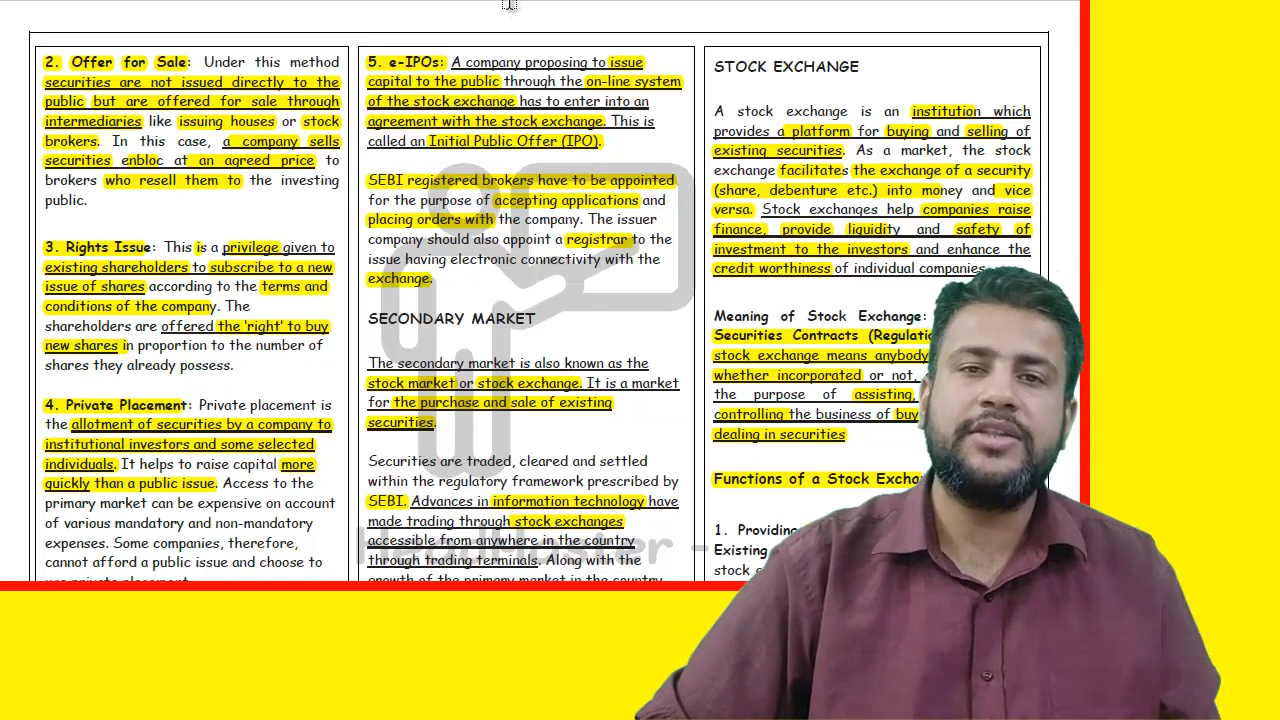 2. Offer for Sale: Under this method
securities are not issued directly to the
public but are offered for sale through
intermediaries like issuing houses or stock
brokers. In this case, a company sells
securities enbloc at an agreed price to
brokers who resell them to the investing
public.
3. Rights Issue: This is a privilege given to
existing shareholders to subscribe to a new
issue of shares according to the terms and
conditions of the company. The
shareholders are offered the 'right' to buy
new shares in proportion to the number of
shares they already possess.
4. Private Placement: Private placement is
the allotment of securities by a company to
institutional investors and some selected
individuals. It helps to raise capital more
quickly than a public issue. Access to the
primary market can be expensive on account
of various mandatory and non-mandatory
expenses. Some companies, therefore,
cannot afford a public issue and choose to
use private placement.
5. e-IPOs: A company proposing to issue
capital to the public through the on-line system
of the stock exchange has to enter into an
agreement with the stock exchange. This is
called an Initial Public Offer (IPO).
SEBI registered brokers have to be appointed
for the purpose of accepting applications and
placing orders with the company. The issuer
company should also appoint a registrar to the
issue having electronic connectivity with the
exchange.
SECONDARY MARKET
The secondary market is also known as the
stock market or stock exchange. It is a market
for the purchase and sale of existing
securities.
Securities are traded, cleared and settled
within the regulatory framework prescribed by
SEBI. Advances in information technology have
made trading through stock exchanges
accessible from anywhere in the country
through trading terminals. Along with the
growth of the primary market in the country
HeadMaster -
STOCK EXCHANGE
A stock exchange is an institution which
provides a platform for buying and selling of
existing securities. As a market, the stock
exchange facilitates the exchange of a security
(share, debenture etc.) into money and vice
versa. Stock exchanges help companies raise
finance, provide liquidity and safety of
investment to the investors and enhance the
credit worthiness of individual companies.
Meaning of Stock Exchange:
Securities Contracts
stock exchange means anybody
whether incorporated or not,
the purpose of assisting,
controlling the business of buy
dealing in securities
Functions of a Stock
1. Providing
Existing
stock